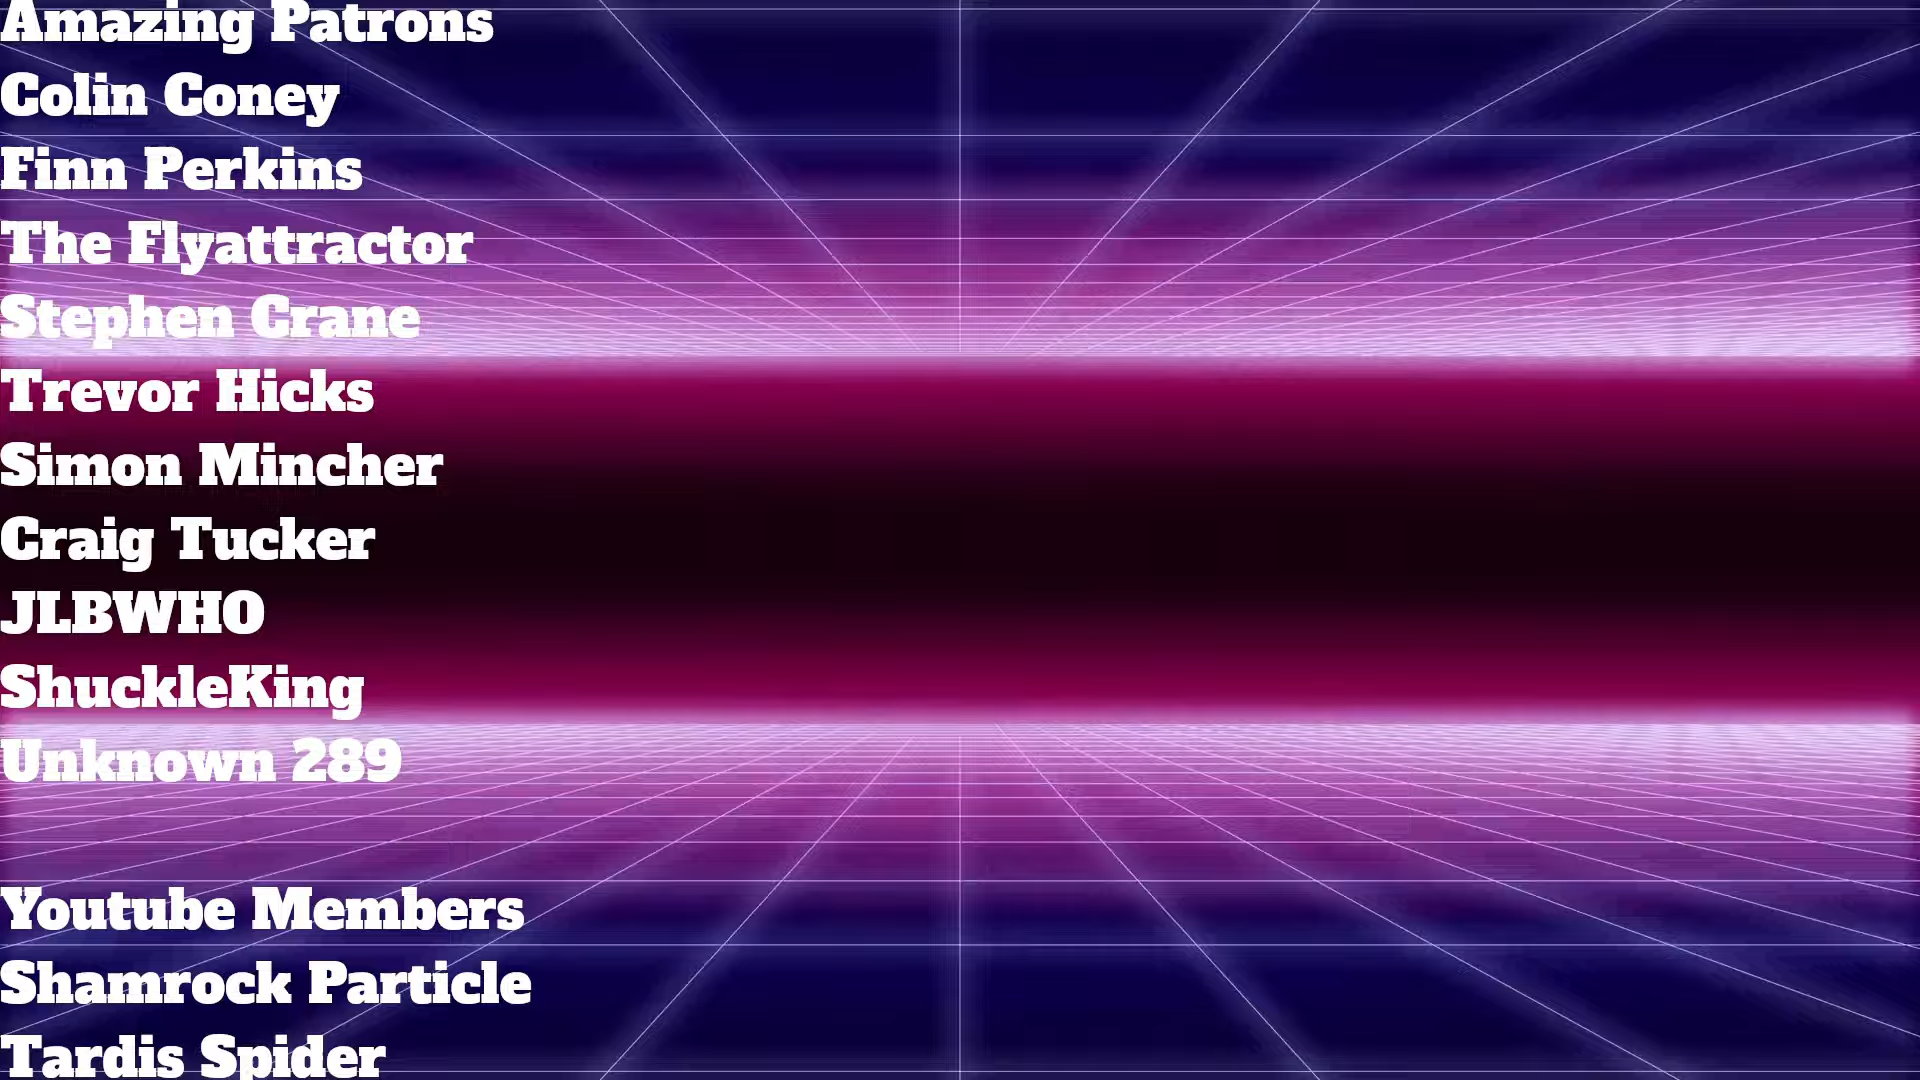 Amazing Patrons
Colin Coney
Finn Perkins
The Flyattractor
Stephen Crane
Trevor Hicks
Simon Mincher
Craig Tucker
JLBWHO
ShuckleKing
Unknown 289
Youtube Members
Shamrock Particle
Tardis Spider